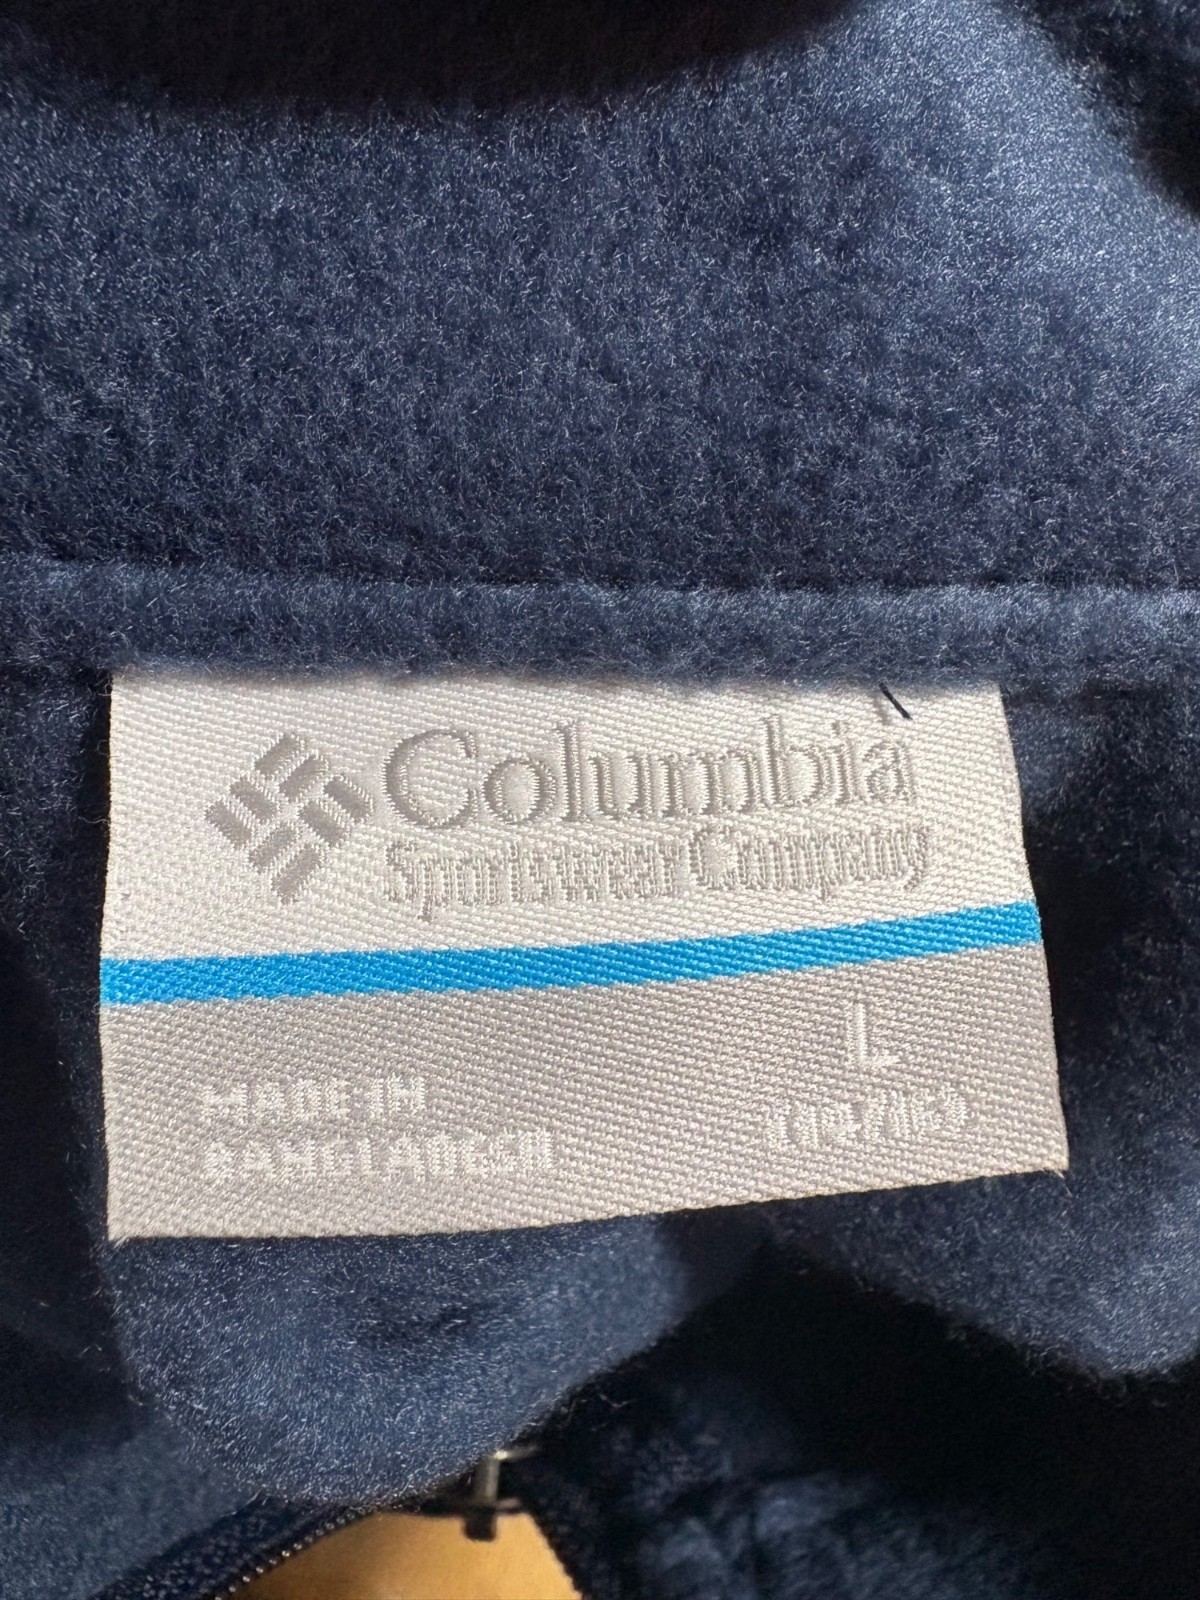 Columbia
Sportswear Company
L
MADE IN
BANGLADESH